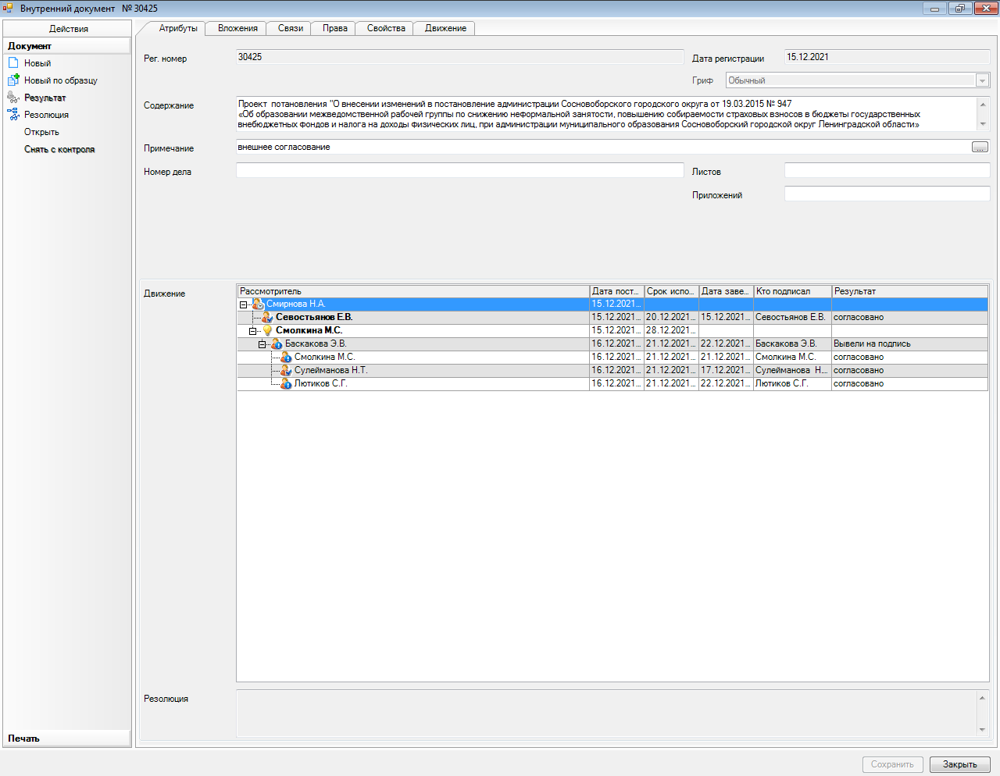 Внутренний документ № 30425
Действия
Документ
Новый
Новый по образцу
Результат
Резолюция
Открыть
Снять с контроля
Печать
Атрибуты Вложения Связи Права Свойства Движение
Рег. номер 30425 Дата регистрации 15.12.2021
Гриф Обычный
Содержание
Проект потановления "О внесении изменений в постановление администрации Сосновоборского городского округа от 19.03.2015 № 947
«Об образовании межведомственной рабочей группы по снижению неформальной занятости, повышению собираемости страховых взносов в бюджеты государственных
внебюджетных фондов и налога на доходы физических лиц, при администрации муниципального образования Сосновоборский городской округ Ленинградской области»
Примечание внешнее согласование ...
Номер дела Листов
Приложений
Движение
Рассмотритель Дата пост... Срок испо... Дата заве... Кто подписал Результат
Смирнова Н.А. 15.12.2021...
Севостьянов Е.В. 15.12.2021... 20.12.2021... 15.12.2021... Севостьянов Е.В. согласовано
Смолкина М.С. 15.12.2021... 28.12.2021...
Баскакова Э.В. 16.12.2021... 21.12.2021... 22.12.2021... Баскакова Э.В. Вывели на подпись
Смолкина М.С. 16.12.2021... 21.12.2021... 21.12.2021... Смолкина М.С. согласовано
Сулейманова Н.Т. 16.12.2021... 21.12.2021... 17.12.2021... Сулейманова Н.... согласовано
Лютиков С.Г. 16.12.2021... 21.12.2021... 22.12.2021... Лютиков С.Г. согласовано
Резолюция
Сохранить Закрыть